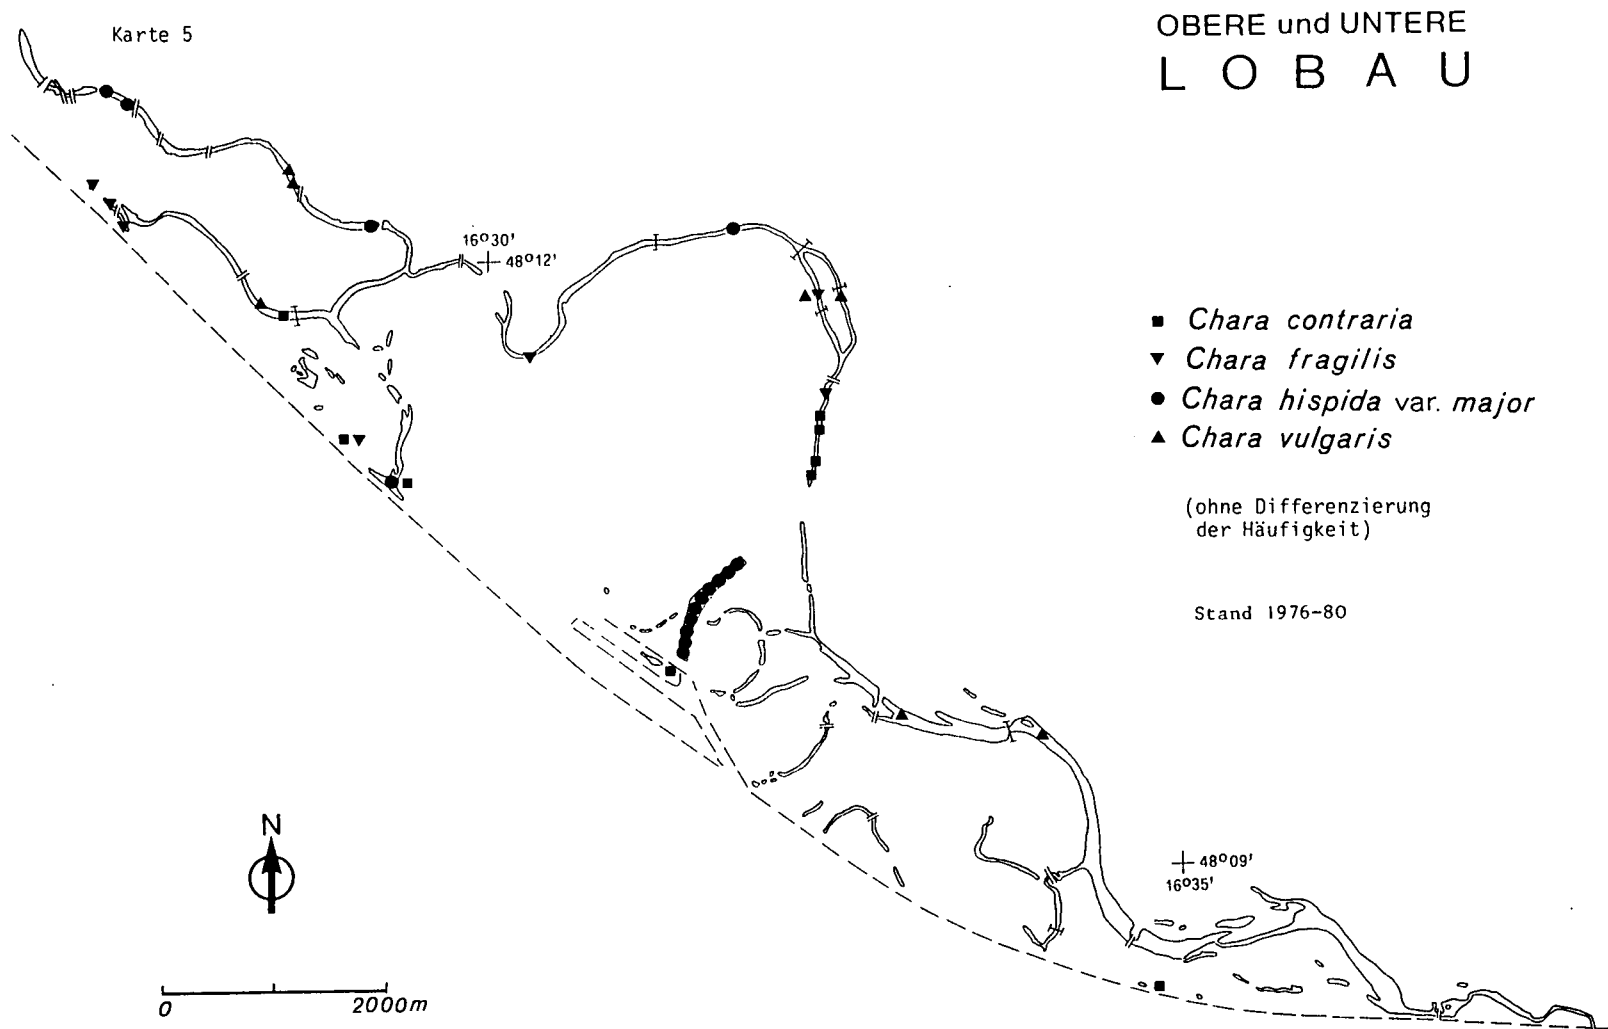 Karte 5
OBERE und UNTERE
LOBAU
16°30'
48°12'
Chara contraria
Chara fragilis
Chara hispida var. major
Chara vulgaris
(ohne Differenzierung
der Häufigkeit)
Stand 1976-80
N
48°09'
16°35'
0 2000m